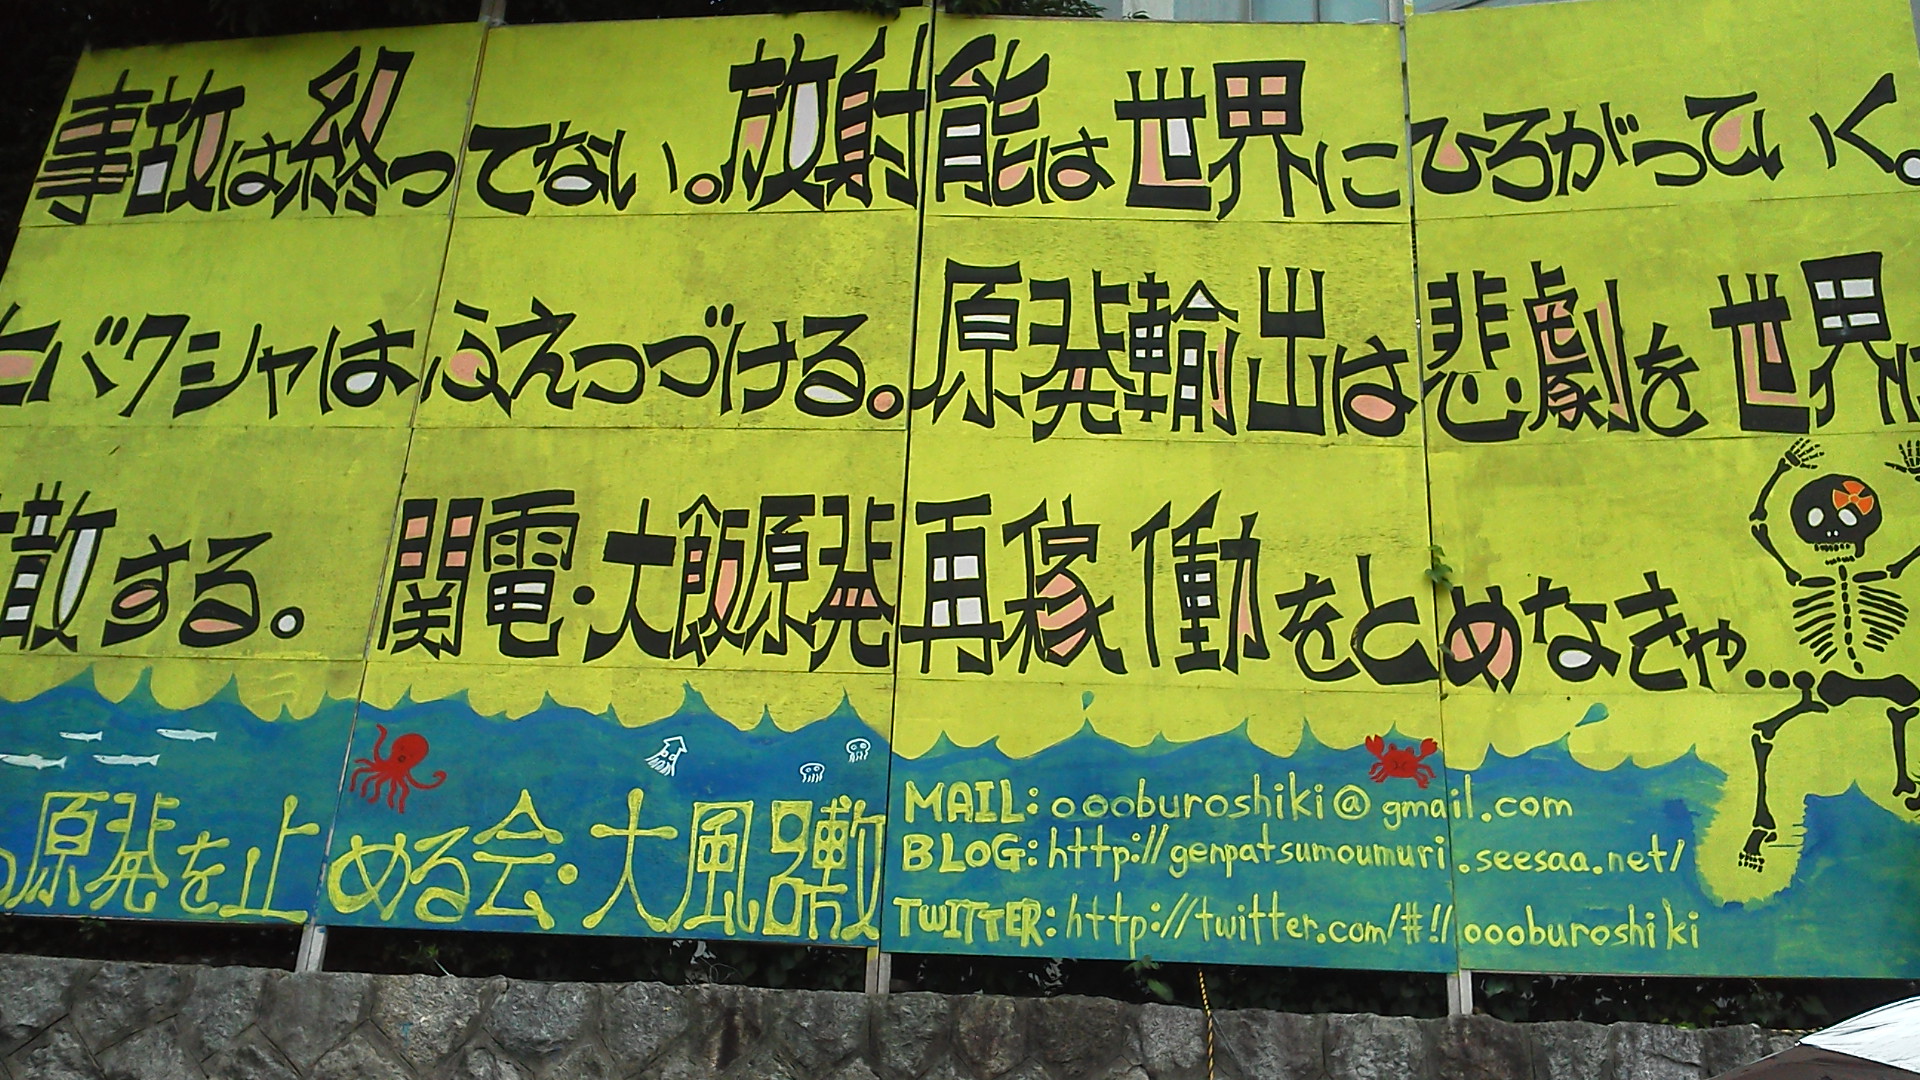 事故は終ってない。放射能は世界にひろがっていく。
ヒバクシャはふえつづける。原発輸出は悲劇を世界に
散する。関電・大飯原発再稼働をとめなきゃ…
原発を止める会・大風呂敷
MAIL: oooburoshiki@gmail.com
BLOG: http://genpatsumoumuri.seesaa.net/
TWITTER: http://twitter.com/#!/oooburoshiki